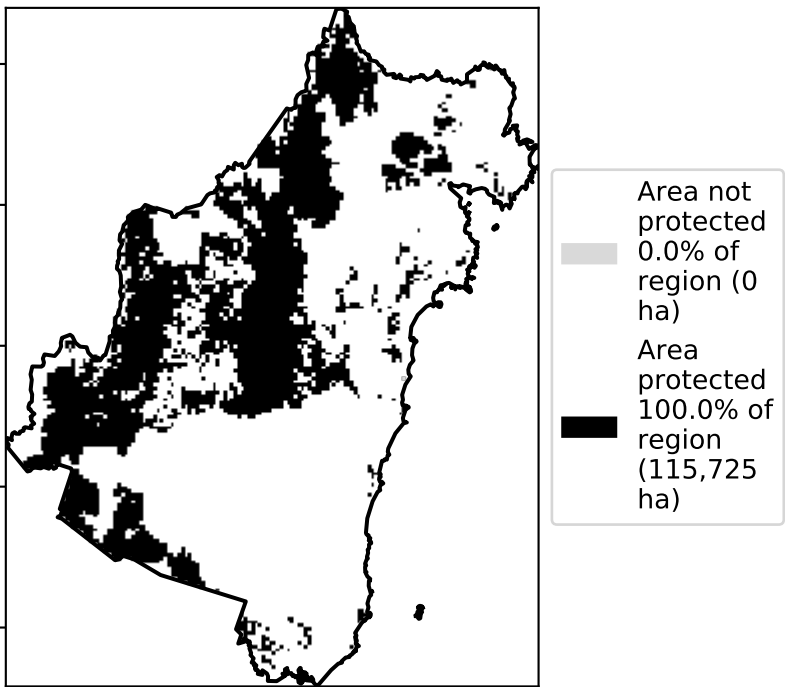 Area not
protected
0.0% of
region (0
ha)
Area
protected
100.0% of
region
(115,725
ha)